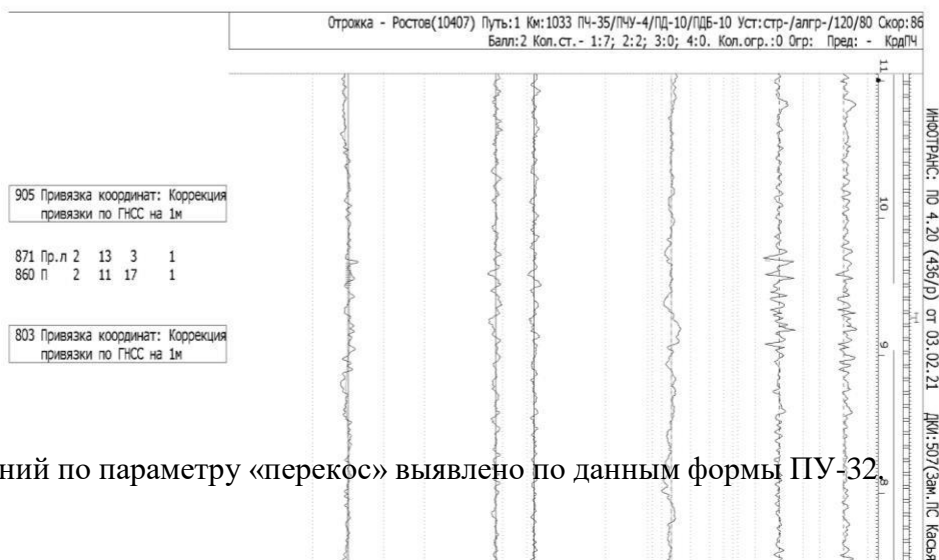 Отрожка - Ростов(10407) Путь:1 Км:1033 ПЧ-35/ПЧУ-4/ПД-10/ПДБ-10 Уст:стр-/алгр-/120/80 Скор:86
Балл:2 Кол.ст.- 1:7; 2:2; 3:0; 4:0. Кол.огр.:0 Огр: Пред: - КрдПЧ
11
905 Привязка координат: Коррекция
привязки по ГНСС на 1м
10
871 Пр.л 2 13 3 1
860 П 2 11 17 1
803 Привязка координат: Коррекция
привязки по ГНСС на 1м
9
ний по параметру «перекос» выявлено по данным формы ПУ-32.
8
ИНФОТРАНС: ПО 4.20 (436/р) от 03.02.21 ДКИ:507(Зам.ПС